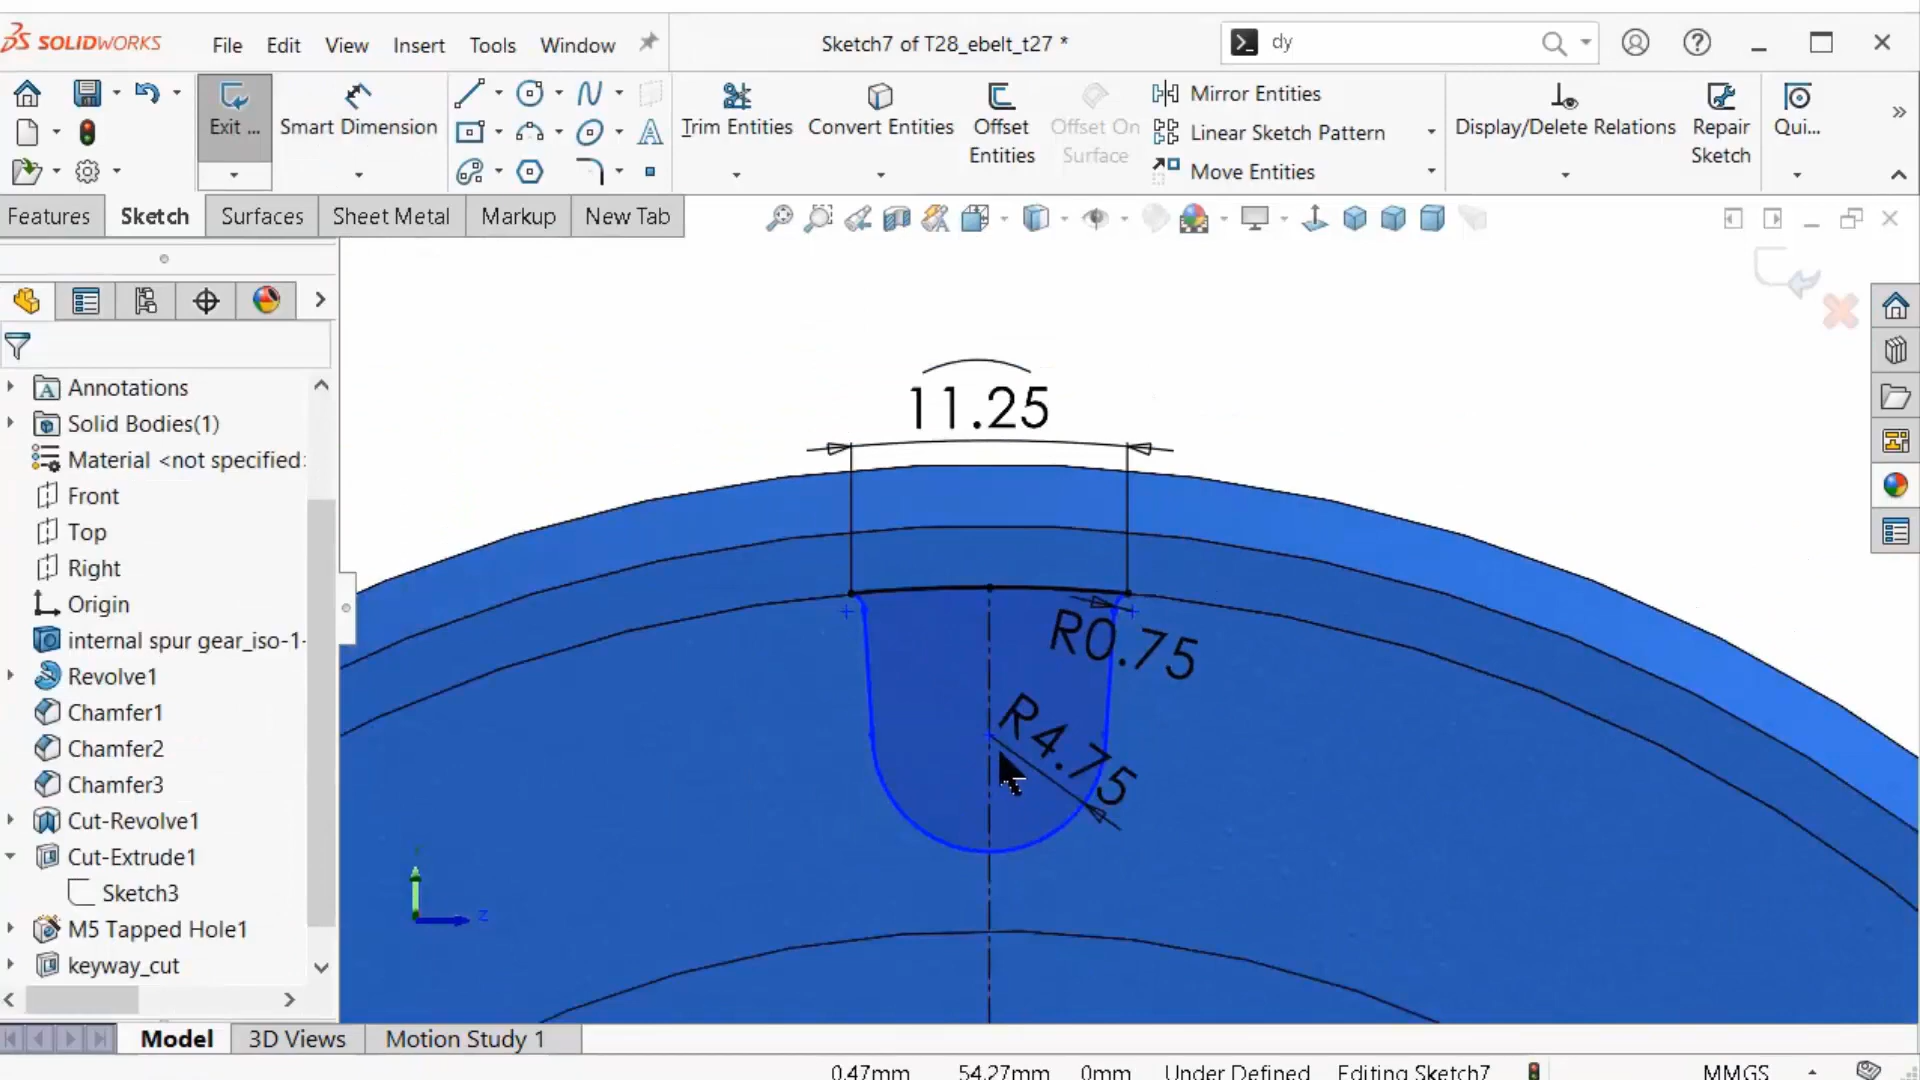 SOLIDWORKS File Edit View Insert Tools Window Sketch7 of T28_ebelt_t27 * dy
Exit ... Smart Dimension Trim Entities Convert Entities Offset Entities Offset On Surface Mirror Entities Linear Sketch Pattern Move Entities Display/Delete Relations Repair Sketch Qui...
Features Sketch Surfaces Sheet Metal Markup New Tab
Annotations
Solid Bodies(1)
Material <not specified>
Front
Top
Right
Origin
internal spur gear_iso-1-
Revolve1
Chamfer1
Chamfer2
Chamfer3
Cut-Revolve1
Cut-Extrude1
Sketch3
M5 Tapped Hole1
keyway_cut
11.25
R0.75
R4.75
z
Model 3D Views Motion Study 1
0.47mm 54.27mm 0mm Under Defined Editing Sketch7 MMGS